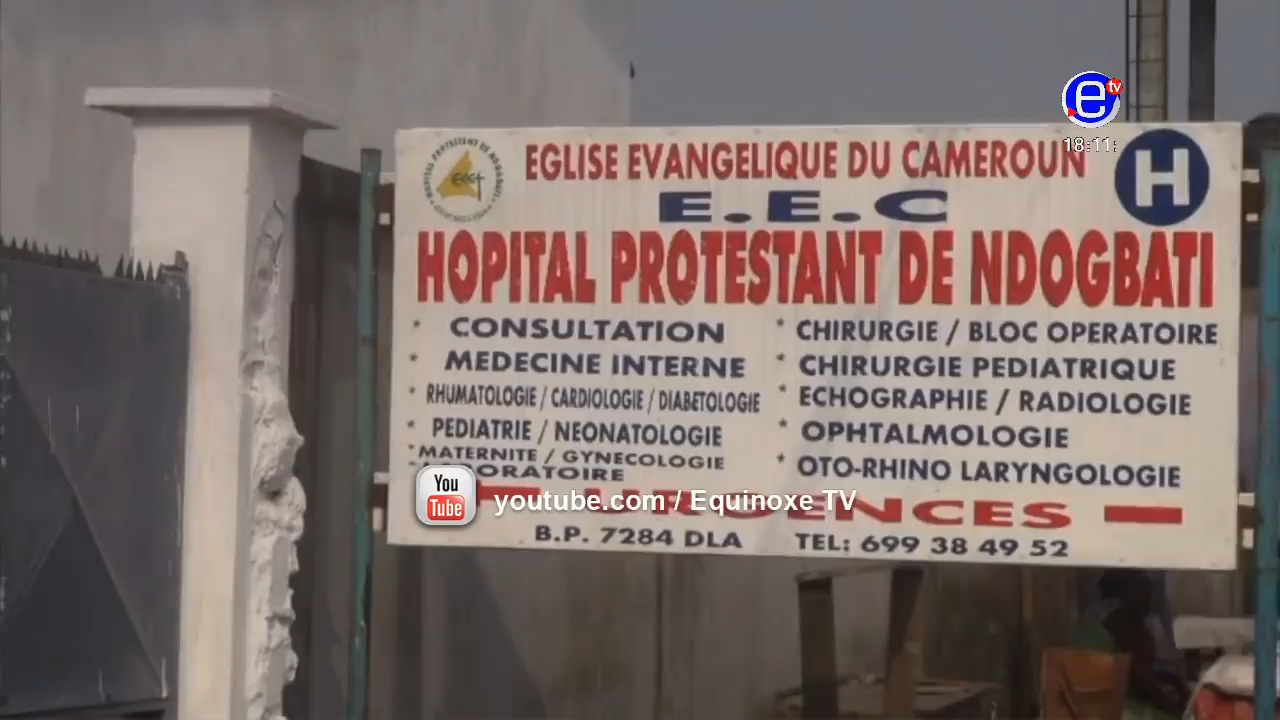 e tv
18:11:
EGLISE EVANGELIQUE DU CAMEROUN
H
E.E.C
HOPITAL PROTESTANT DE NDOGBATI
* CONSULTATION
* MEDECINE INTERNE
* RHUMATOLOGIE / CARDIOLOGIE / DIABETOLOGIE
* PEDIATRIE / NEONATOLOGIE
* MATERNITE / GYNECOLOGIE
* CHIRURGIE / BLOC OPERATOIRE
* CHIRURGIE PEDIATRIQUE
* ECHOGRAPHIE / RADIOLOGIE
* OPHTALMOLOGIE
* OTO-RHINO LARYNGOLOGIE
You Tube youtube.com / Equinoxe TV
B.P. 7284 DLA TEL: 699 38 49 52